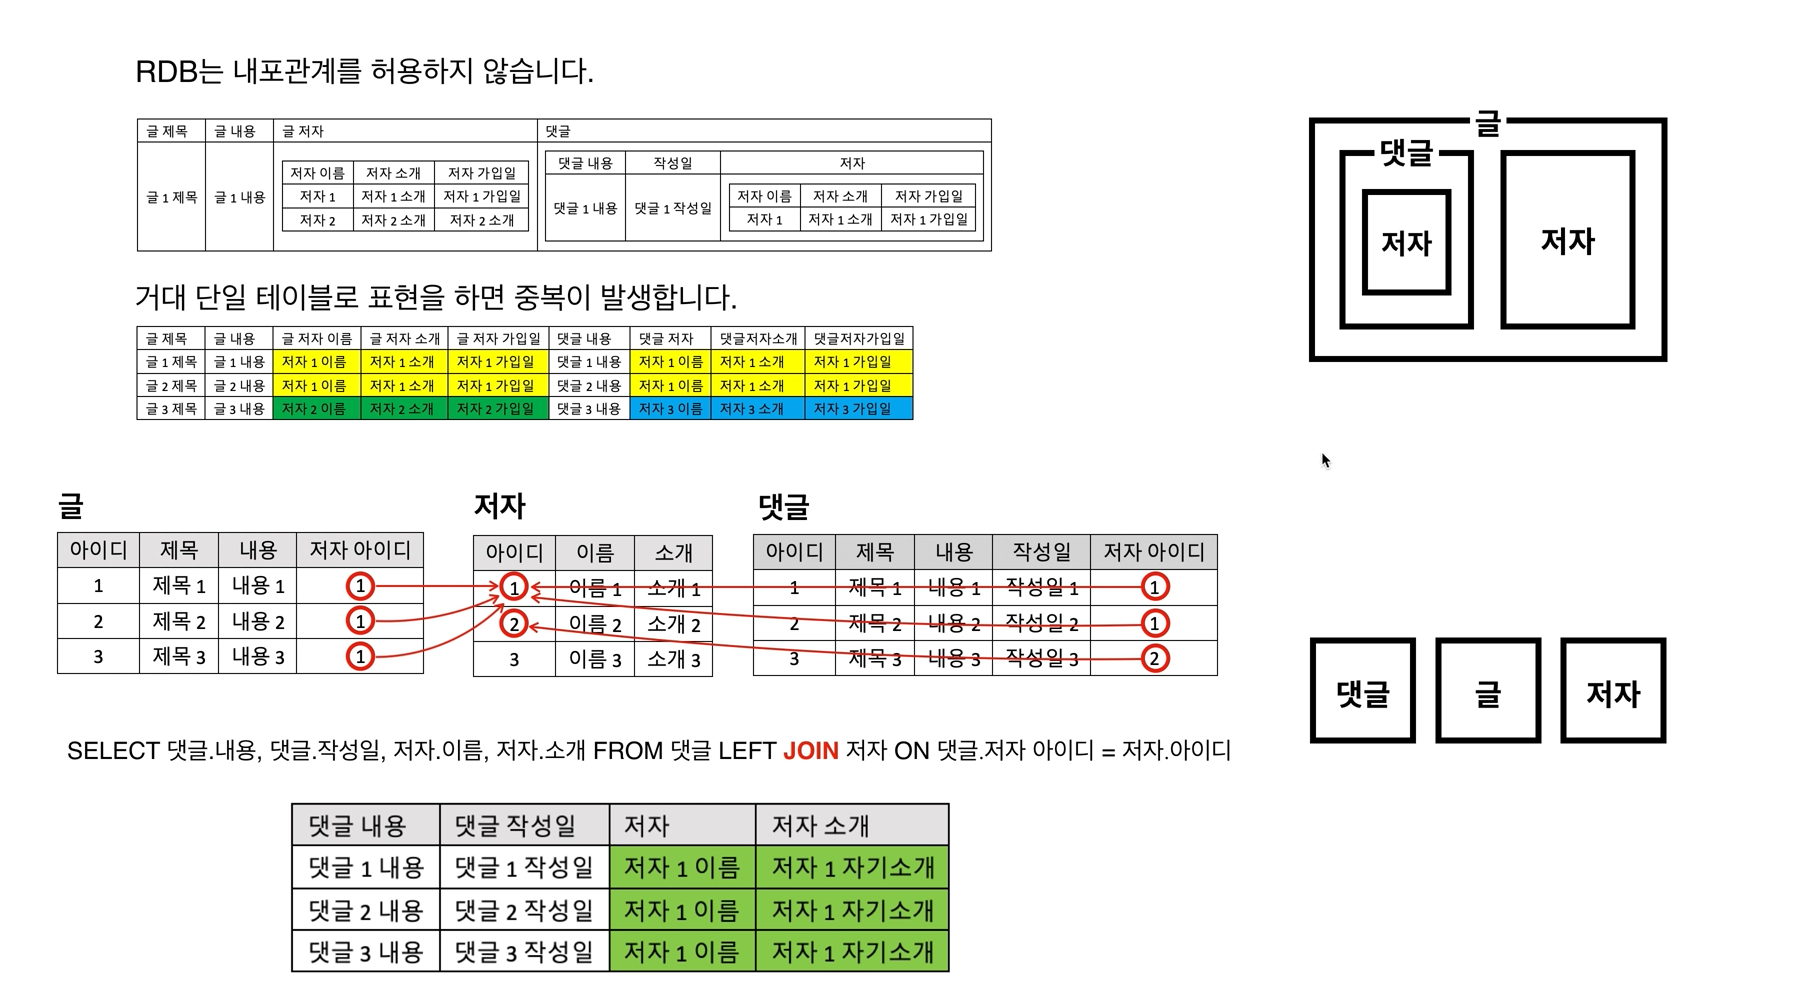 RDB는 내포관계를 허용하지 않습니다.
글 제목 글 내용 글 저자 댓글
글 1 제목 글 1 내용
저자 이름 저자 소개 저자 가입일
저자 1 저자 1 소개 저자 1 가입일
저자 2 저자 2 소개 저자 2 소개
댓글 내용 작성일 저자
댓글 1 내용 댓글 1 작성일
저자 이름 저자 소개 저자 가입일
저자 1 저자 1 소개 저자 1 가입일
글
댓글
저자
저자
거대 단일 테이블로 표현을 하면 중복이 발생합니다.
글 제목 글 내용 글 저자 이름 글 저자 소개 글 저자 가입일 댓글 내용 댓글 저자 댓글저자소개 댓글저자가입일
글 1 제목 글 1 내용 저자 1 이름 저자 1 소개 저자 1 가입일 댓글 1 내용 저자 1 이름 저자 1 소개 저자 1 가입일
글 2 제목 글 2 내용 저자 1 이름 저자 1 소개 저자 1 가입일 댓글 2 내용 저자 1 이름 저자 1 소개 저자 1 가입일
글 3 제목 글 3 내용 저자 2 이름 저자 2 소개 저자 2 가입일 댓글 3 내용 저자 3 이름 저자 3 소개 저자 3 가입일
글
아이디 제목 내용 저자 아이디
1 제목 1 내용 1 1
2 제목 2 내용 2 1
3 제목 3 내용 3 1
저자
아이디 이름 소개
1 이름 1 소개 1
2 이름 2 소개 2
3 이름 3 소개 3
댓글
아이디 제목 내용 작성일 저자 아이디
1 제목 1 내용 1 작성일 1 1
2 제목 2 내용 2 작성일 2 1
3 제목 3 내용 3 작성일 3 2
댓글 글 저자
SELECT 댓글.내용, 댓글.작성일, 저자.이름, 저자.소개 FROM 댓글 LEFT JOIN 저자 ON 댓글.저자 아이디 = 저자.아이디
댓글 내용 댓글 작성일 저자 저자 소개
댓글 1 내용 댓글 1 작성일 저자 1 이름 저자 1 자기소개
댓글 2 내용 댓글 2 작성일 저자 1 이름 저자 1 자기소개
댓글 3 내용 댓글 3 작성일 저자 1 이름 저자 1 자기소개